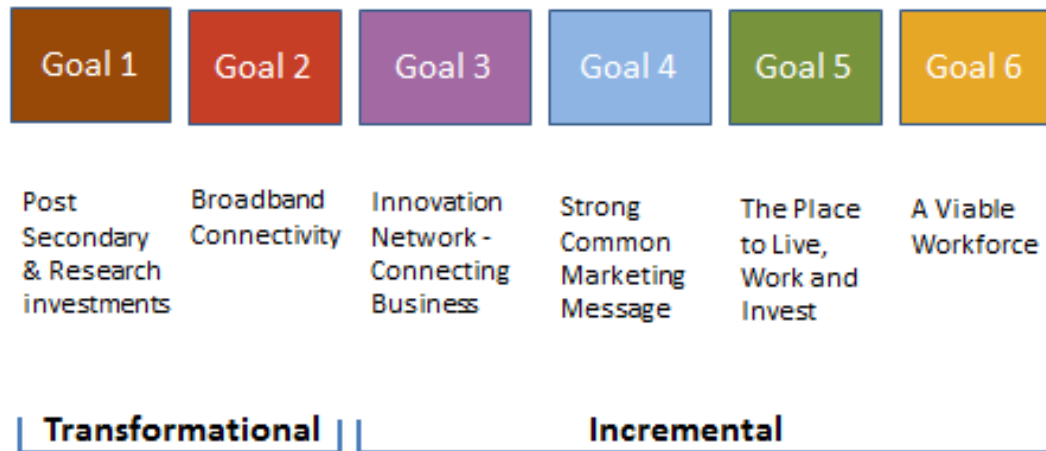 Goal 1
Goal 2
Goal 3
Goal 4
Goal 5
Goal 6
Post
Secondary
& Research
investments
Broadband
Connectivity
Innovation
Network -
Connecting
Business
Strong
Common
Marketing
Message
The Place
to Live,
Work and
Invest
A Viable
Workforce
Transformational
Incremental